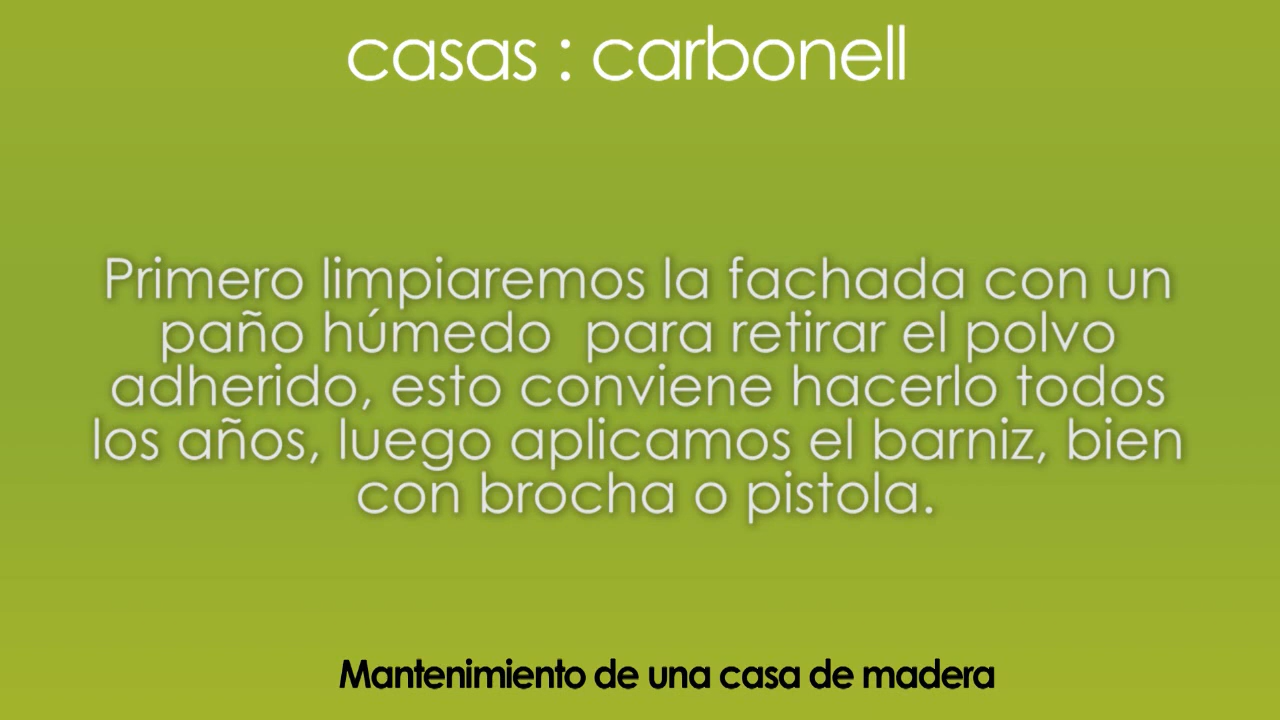 casas : carbonell
Primero limpiaremos la fachada con un
paño húmedo  para retirar el polvo
adherido, esto conviene hacerlo todos
los años, luego aplicamos el barniz, bien
con brocha o pistola.
Mantenimiento de una casa de madera